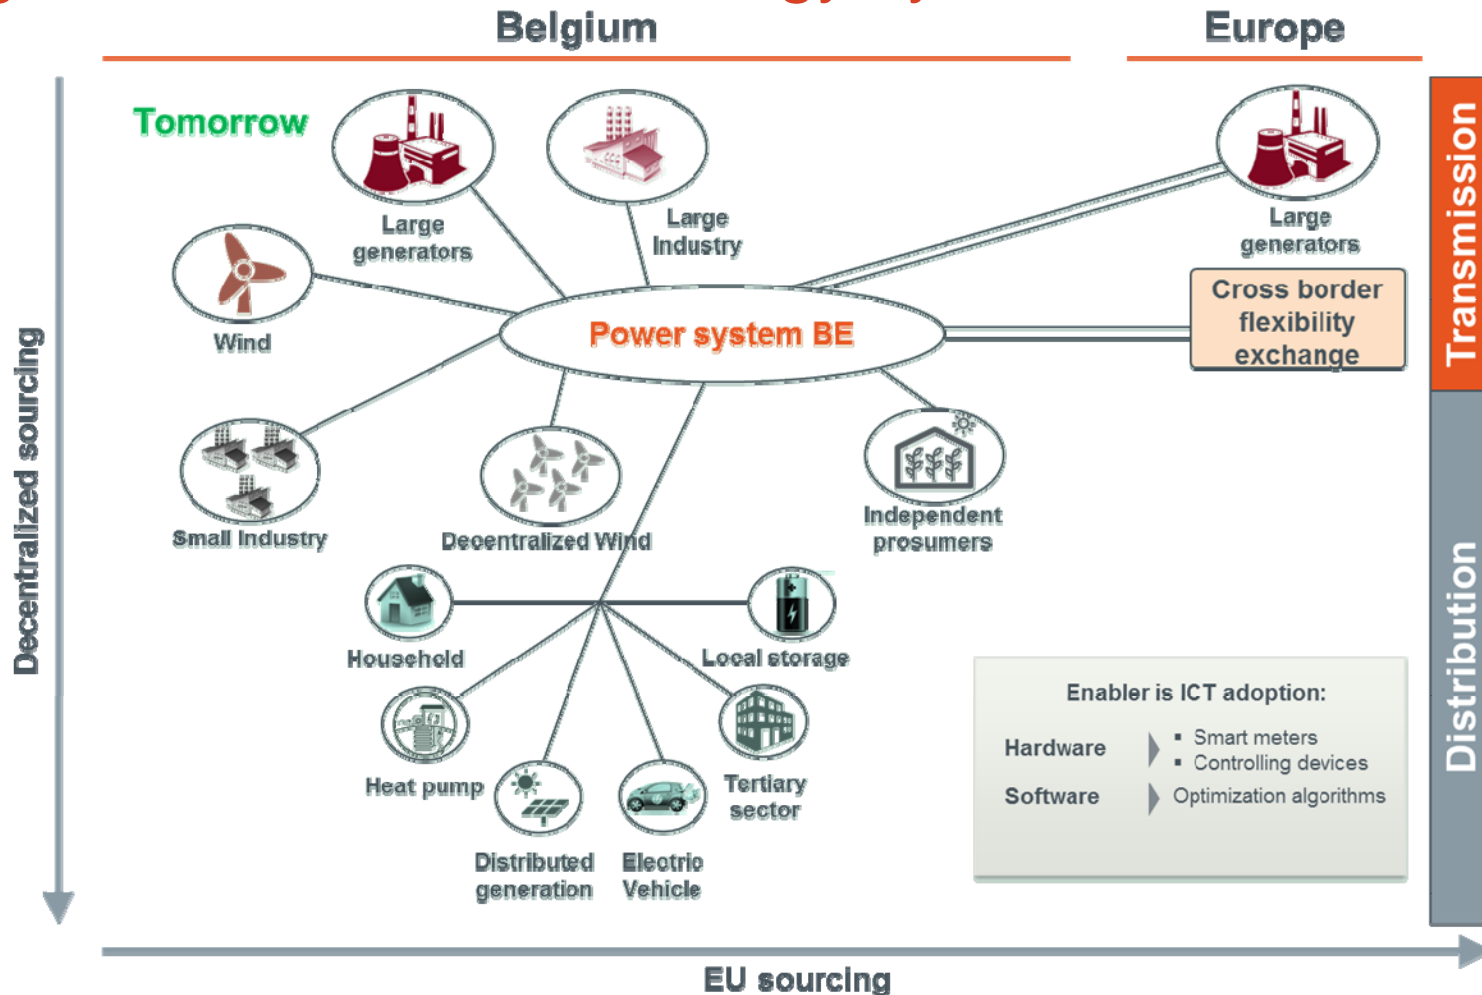 Belgium
Europe
Tomorrow
Large
generators
Large
Industry
Large
generators
Wind
Power system BE
Cross border
flexibility
exchange
Transmission
Decentralized sourcing
Small Industry
Decentralized Wind
Independent
prosumers
Household
Local storage
Heat pump
Tertiary
sector
Distributed
generation
Electric
Vehicle
Enabler is ICT adoption:
Hardware
▪ Smart meters
▪ Controlling devices
Software
Optimization algorithms
Distribution
EU sourcing